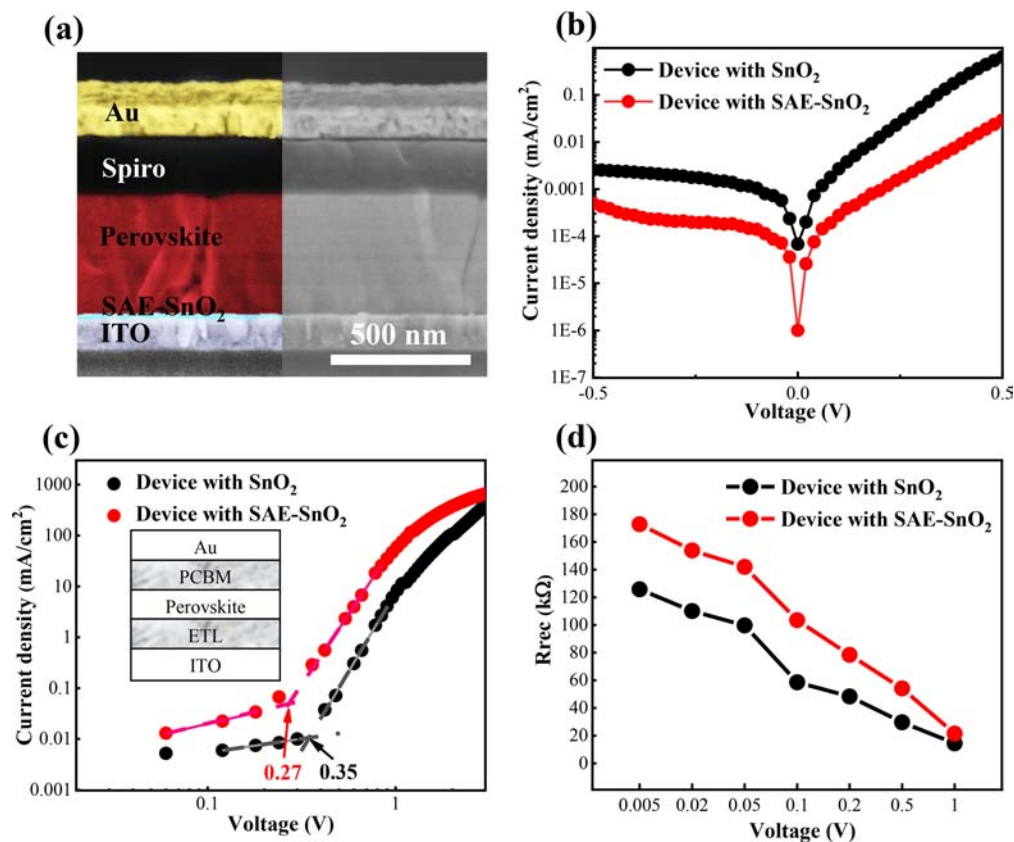 (a)
Au
Spiro
Perovskite
SAE-SnO₂
ITO
500 nm
(b)
Device with SnO₂
Device with SAE-SnO₂
0.1
0.01
0.001
1E-4
1E-5
1E-6
1E-7
-0.5
0.0
0.5
Current density (mA/cm²)
Voltage (V)
(c)
Device with SnO₂
Device with SAE-SnO₂
Au
PCBM
Perovskite
ETL
ITO
1000
100
10
1
0.1
0.01
0.001
0.27
0.35
0.1
1
Current density (mA/cm²)
Voltage (V)
(d)
Device with SnO₂
Device with SAE-SnO₂
200
180
160
140
120
100
80
60
40
20
0
0.005
0.02
0.05
0.1
0.2
0.5
1
Rrec (kΩ)
Voltage (V)